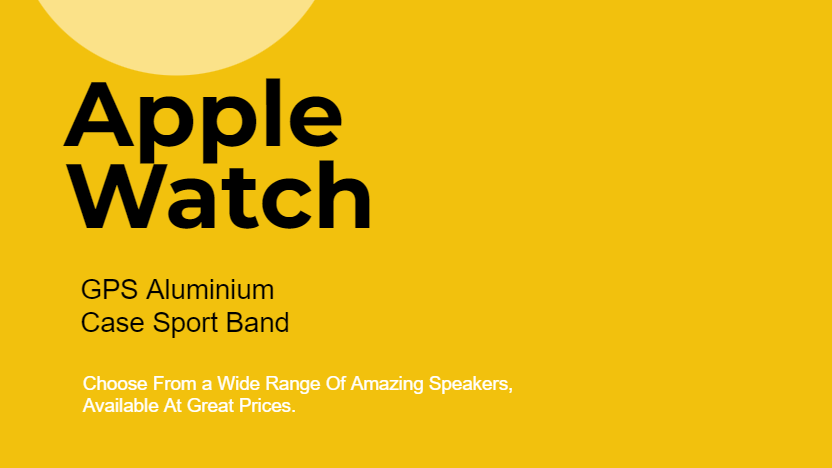 Apple
Watch
GPS Aluminium
Case Sport Band
Choose From a Wide Range Of Amazing Speakers,
Available At Great Prices.